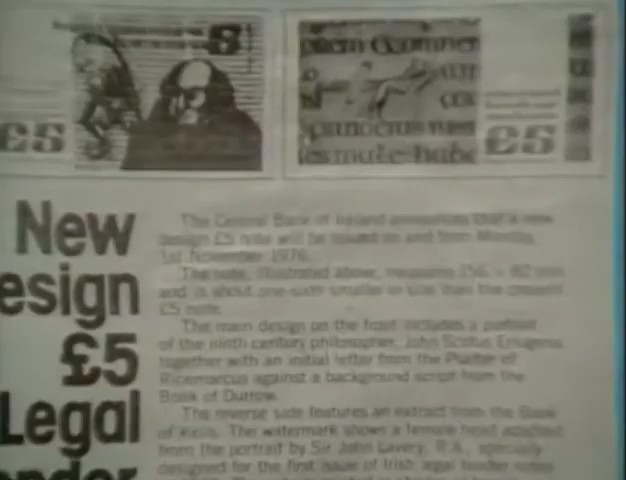 £5
£5
New
esign
£5
Legal
ender
The Central Bank of Ireland announces that a new
design £5 note will be issued on and from Monday,
1st November 1976.
The note, illustrated above, measures 156 × 82 mm
and is about one-sixth smaller in size than the present
£5 note.
The main design on the front includes a portrait
of the ninth century philosopher, John Scotus Eriugena
together with an initial letter from the Psalter of
Ricemarcus against a background script from the
Book of Durrow.
The reverse side features an extract from the Book
of Kells. The watermark shows a female head adapted
from the portrait by Sir John Lavery, R.A., specially
designed for the first issue of Irish legal tender notes